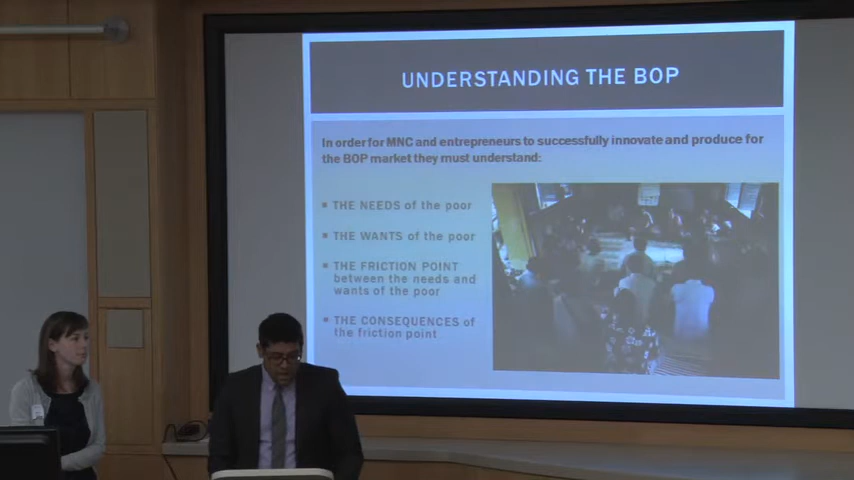 UNDERSTANDING THE BOP
In order for MNC and entrepreneurs to successfully innovate and produce for
the BOP market they must understand:
▪ THE NEEDS of the poor
▪ THE WANTS of the poor
▪ THE FRICTION POINT
between the needs and
wants of the poor
▪ THE CONSEQUENCES of
the friction point